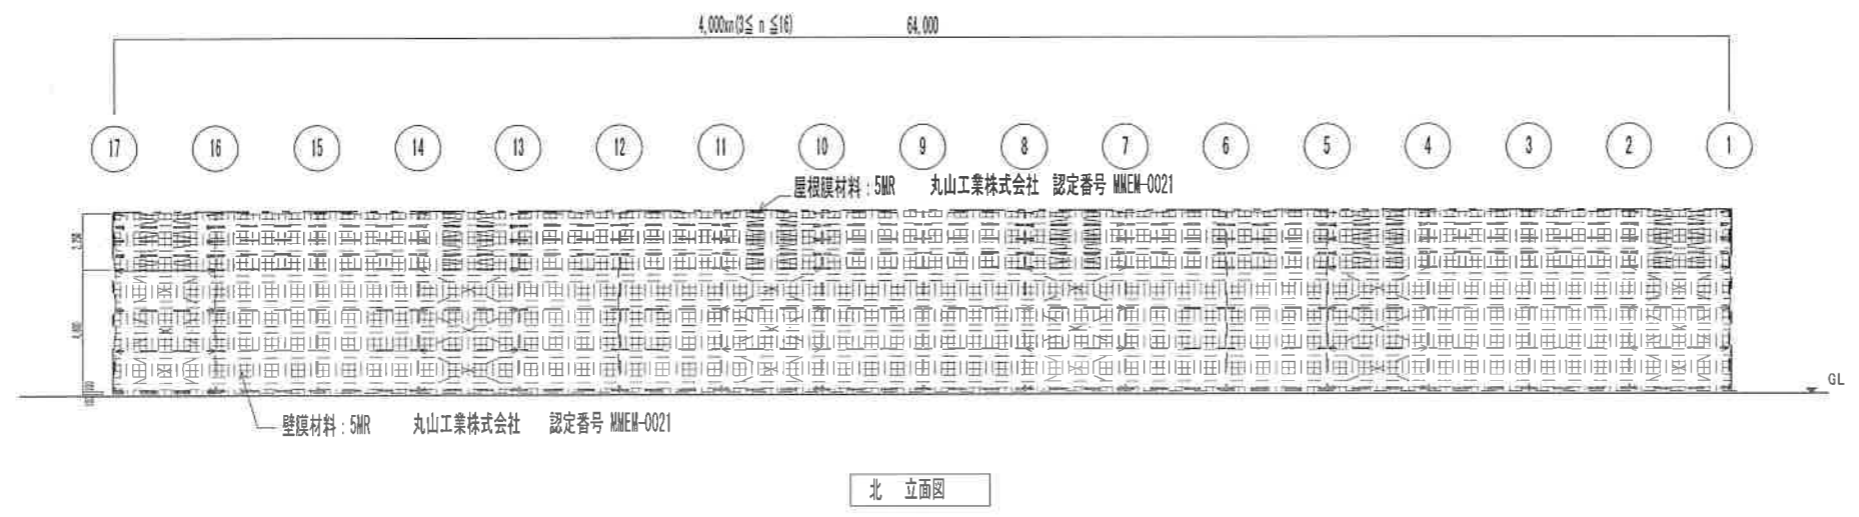 4,000xn(3≦ n ≦16) 64,000
17 16 15 14 13 12 11 10 9 8 7 6 5 4 3 2 1
屋根膜材料：5MR 丸山工業株式会社 認定番号 MMEM-0021
GL
壁膜材料：5MR 丸山工業株式会社 認定番号 MMEM-0021
北 立面図